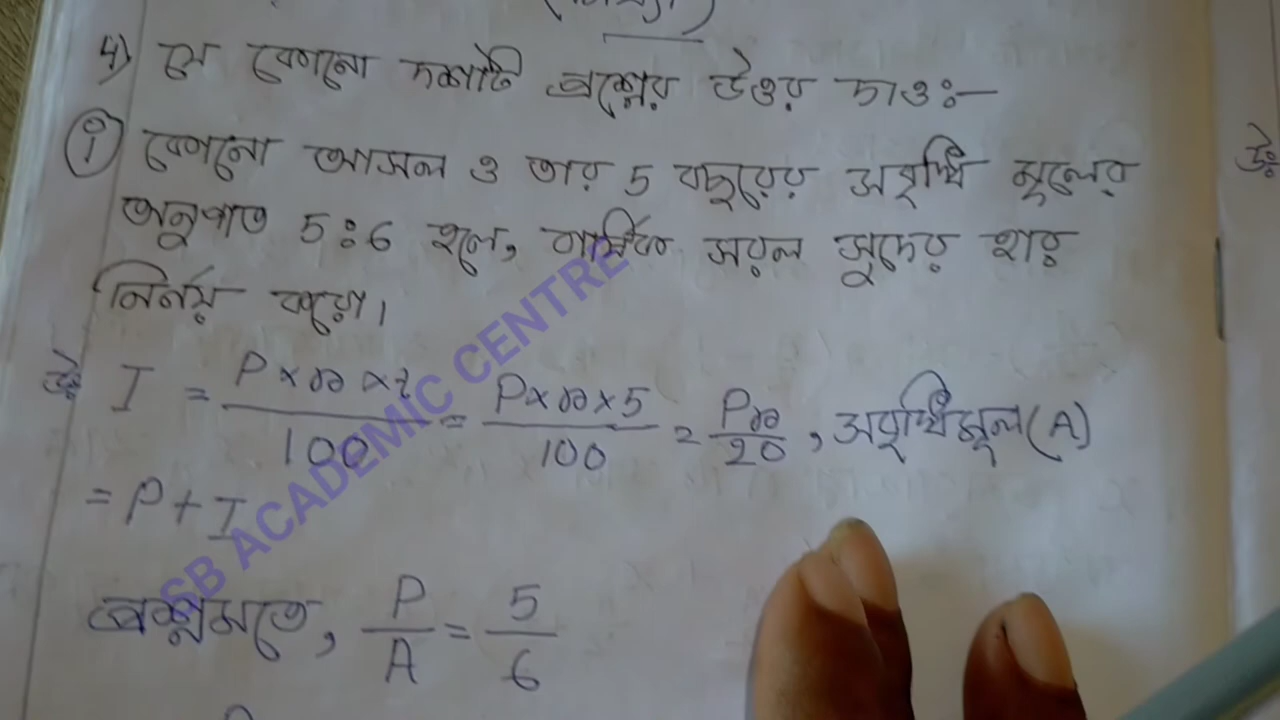 4) যে কোনো দশটি প্রশ্নের উত্তর দাও ঃ—
(i) কোনো আসল ও তার 5 বছরের সবৃদ্ধি মূলের
অনুপাত 5:6 হলে, বার্ষিক সরল সুদের হার
নির্নয় করো।
উঃ I = P×r×t/100 = P×r×5/100 = Pr/20, সবৃদ্ধিমূল(A)
= P + I
প্রশ্নমতে, P/A = 5/6
উঃ
SB ACADEMIC CENTRE